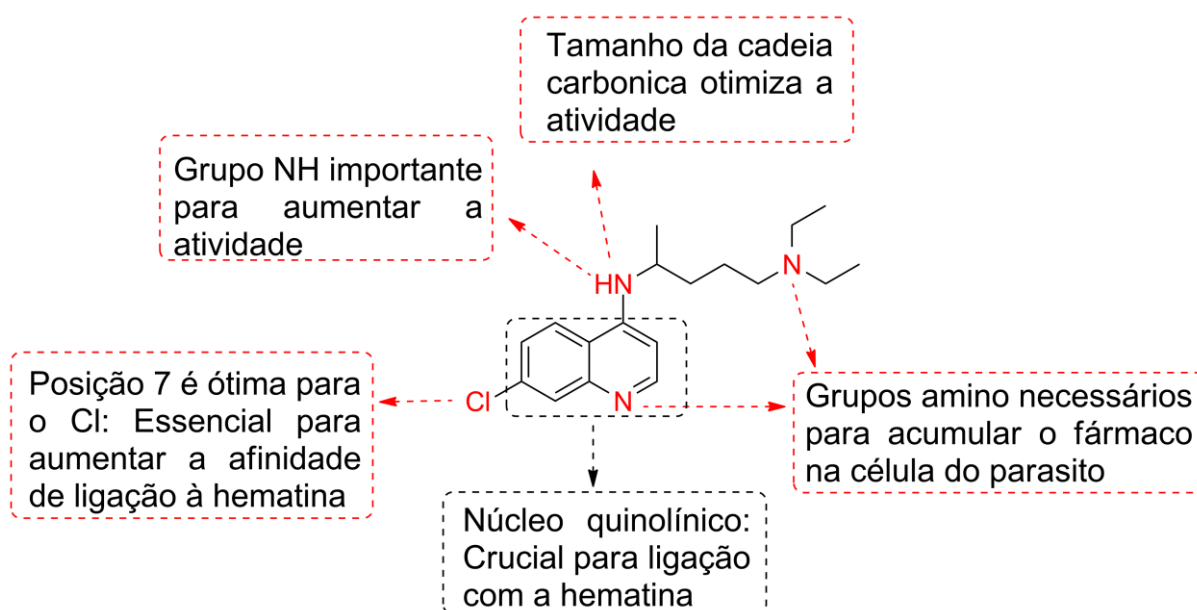 Tamanho da cadeia
carbonica otimiza a
atividade
Grupo NH importante
para aumentar a
atividade
HN
N
Posição 7 é ótima para
o Cl: Essencial para
aumentar a afinidade
de ligação à hematina
Cl
N
Grupos amino necessários
para acumular o fármaco
na célula do parasito
Núcleo quinolínico:
Crucial para ligação
com a hematina